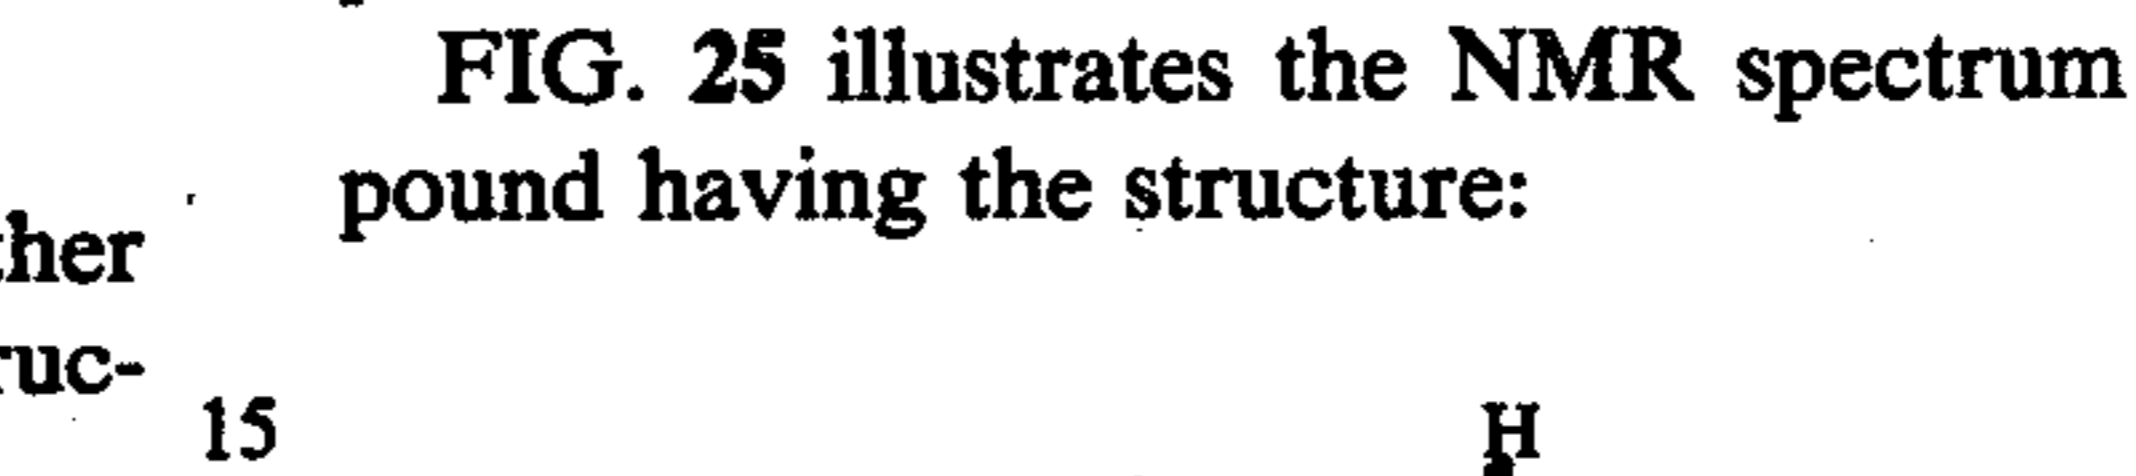 FIG. 25 illustrates the NMR spectrum
pound having the structure:
ther
ruc-
15
H